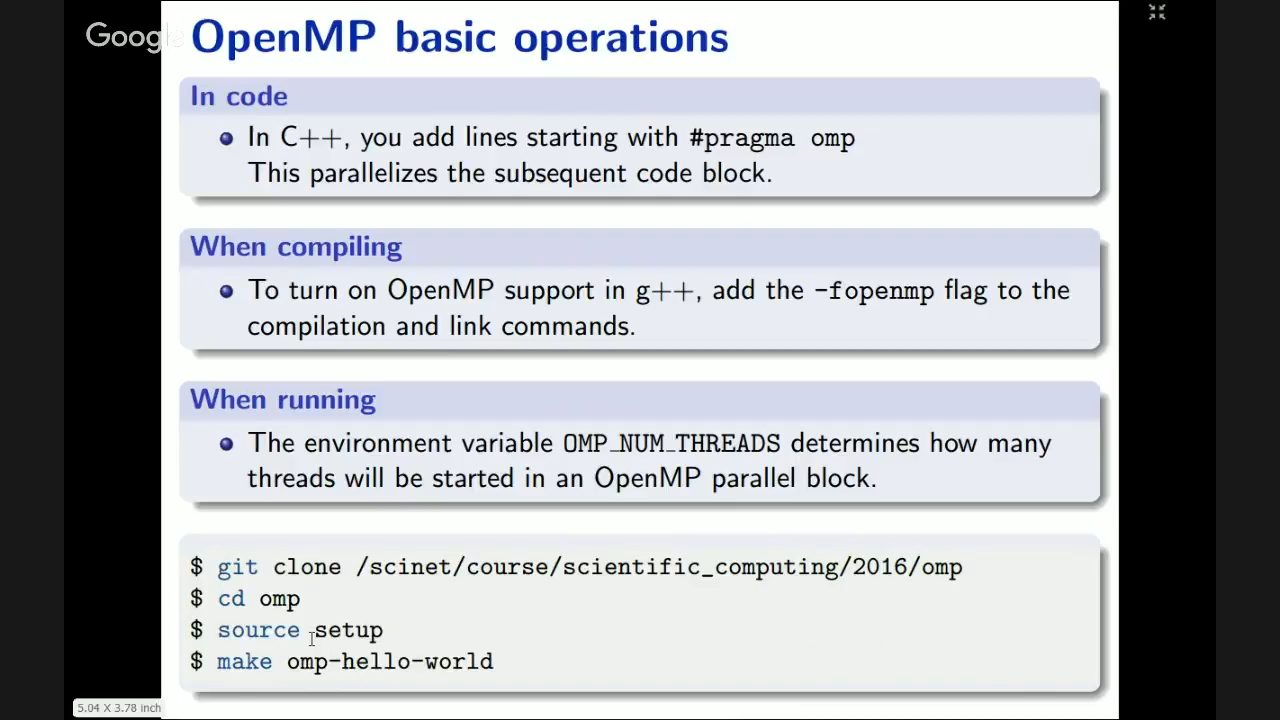 Google
OpenMP basic operations
In code
In C++, you add lines starting with #pragma omp
This parallelizes the subsequent code block.
When compiling
To turn on OpenMP support in g++, add the -fopenmp flag to the
compilation and link commands.
When running
The environment variable OMP_NUM_THREADS determines how many
threads will be started in an OpenMP parallel block.
$ git clone /scinet/course/scientific_computing/2016/omp
$ cd omp
$ source setup
$ make omp-hello-world
5.04 X 3.78 inch